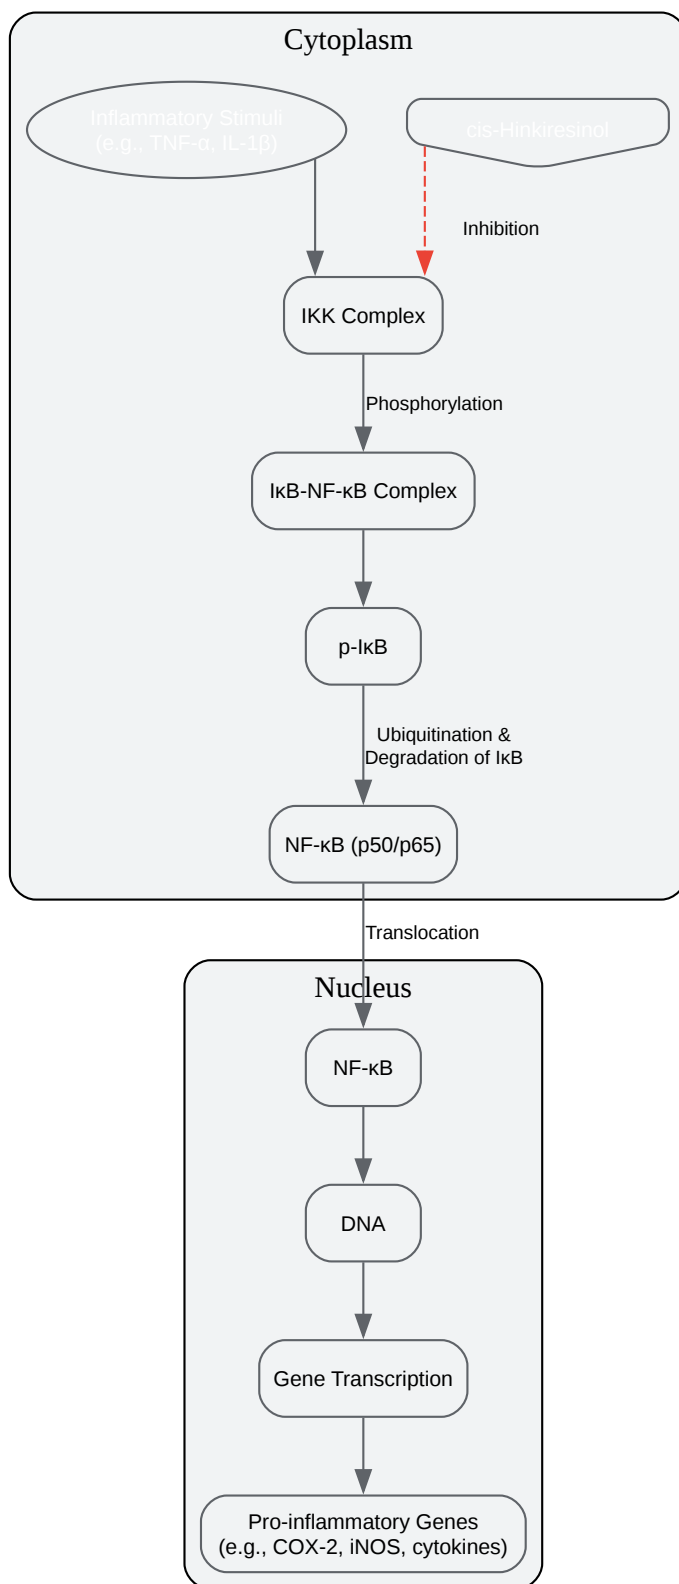 Cytoplasm
Inflammatory Stimuli
(e.g., TNF-α, IL-1β)
cis-Hinkiresinol
Inhibition
IKK Complex
Phosphorylation
IκB-NF-κB Complex
p-IκB
Ubiquitination &
Degradation of IκB
NF-κB (p50/p65)
Translocation
Nucleus
NF-κB
DNA
Gene Transcription
Pro-inflammatory Genes
(e.g., COX-2, iNOS, cytokines)